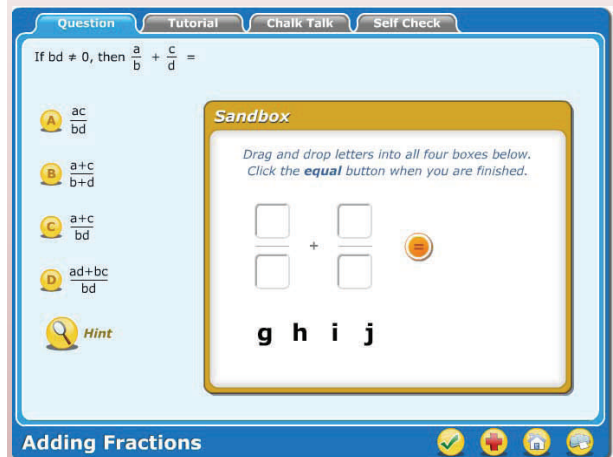 Question Tutorial Chalk Talk Self Check
If bd ≠ 0, then a/b + c/d =
A ac/bd
B a+c/b+d
C a+c/bd
D ad+bc/bd
Hint
Sandbox
Drag and drop letters into all four boxes below.
Click the equal button when you are finished.
+ =
g h i j
Adding Fractions